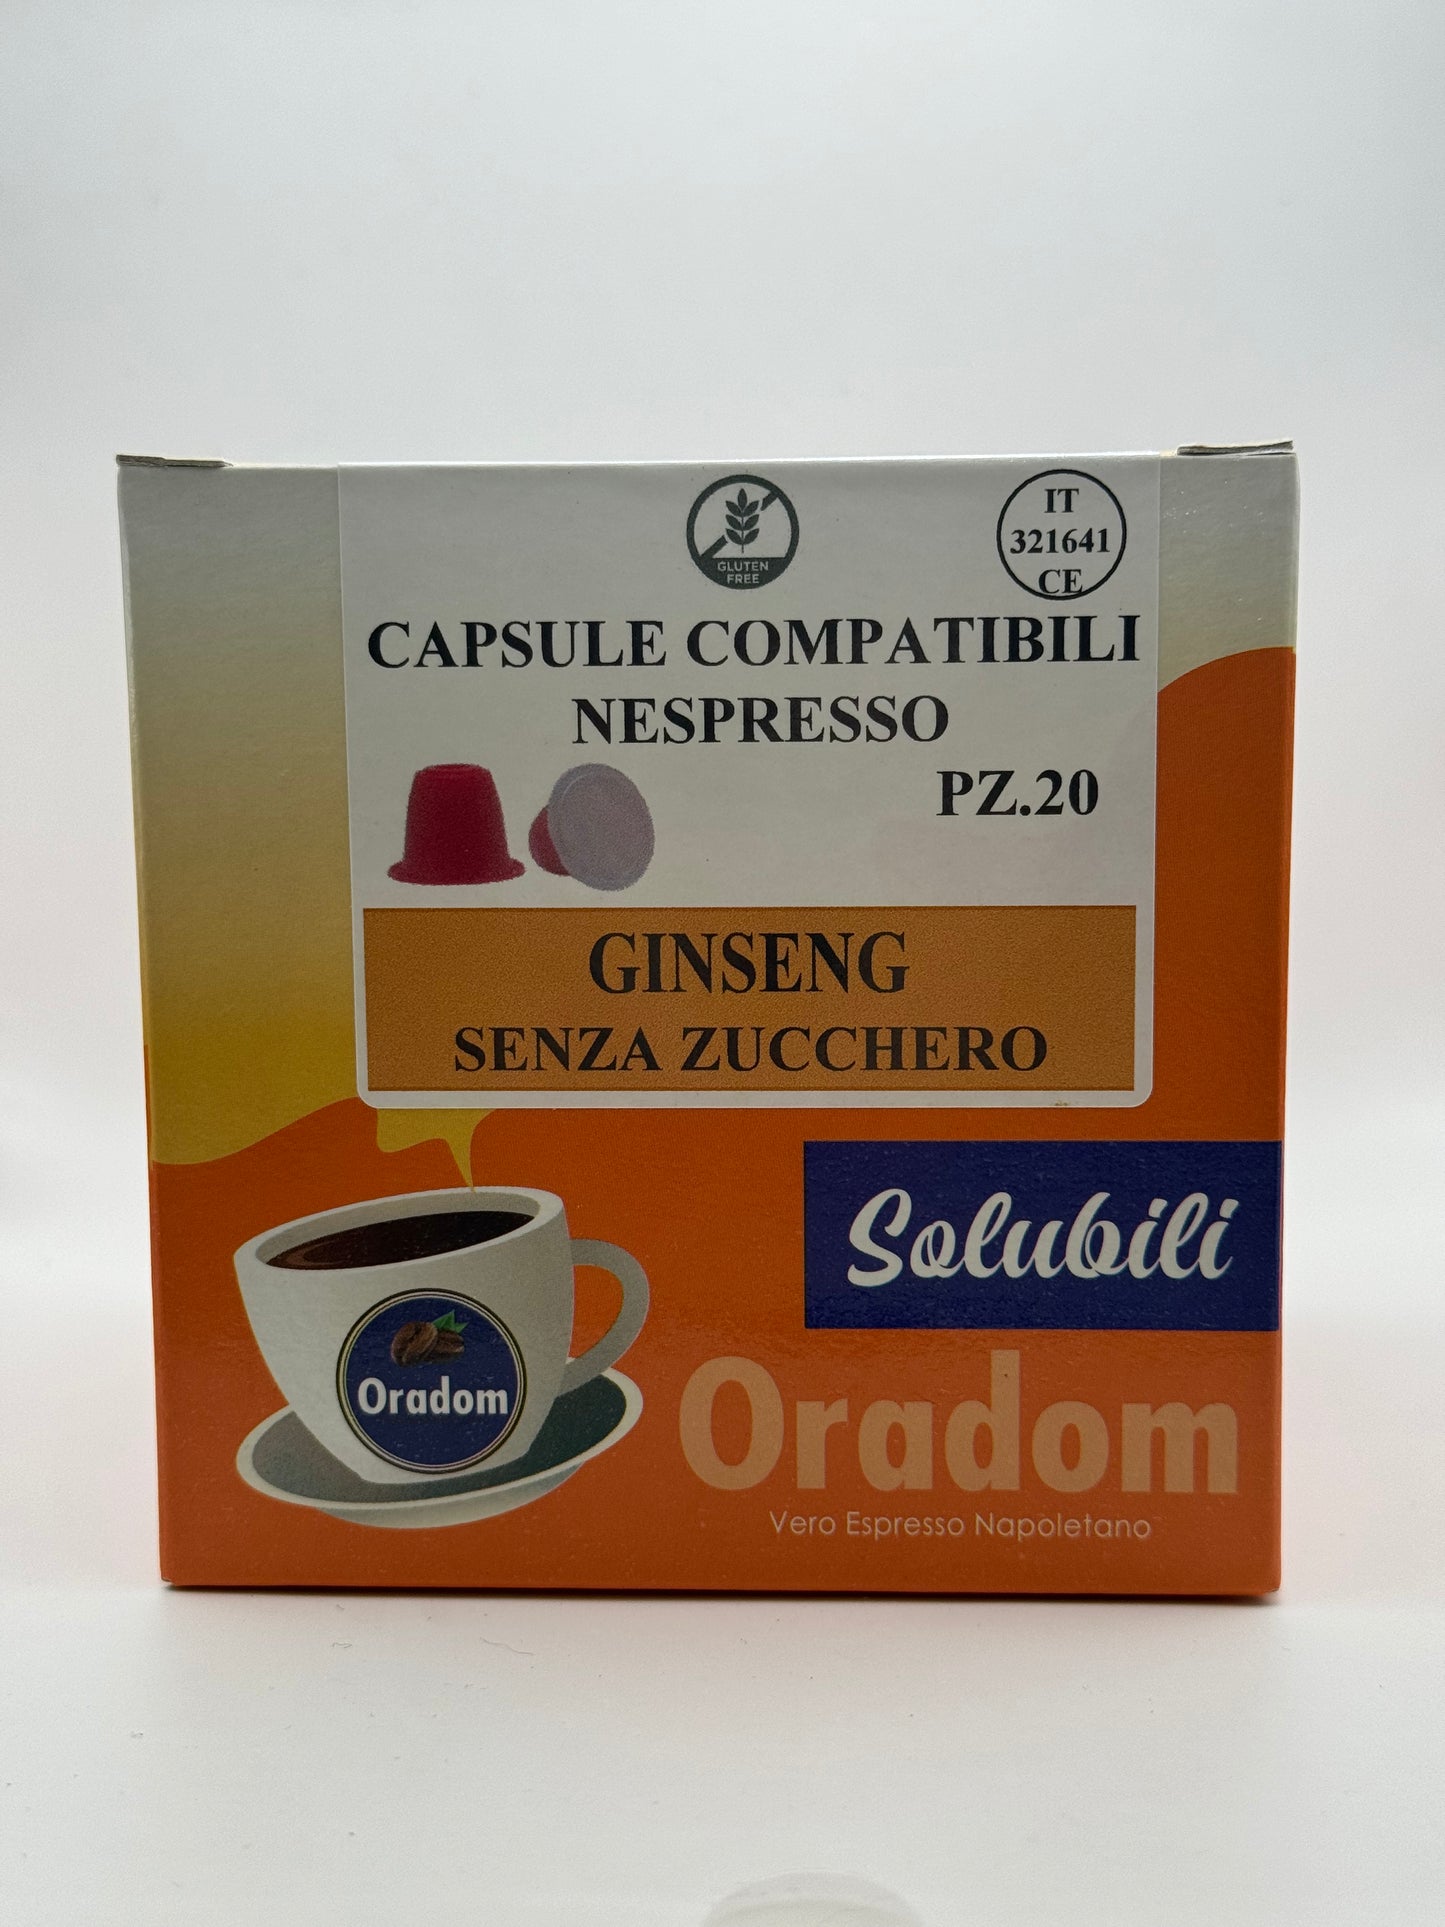 GLUTEN
FREE
IT
321641
CE
CAPSULE COMPATIBILI
NESPRESSO
PZ.20
GINSENG
SENZA ZUCCHERO
Solubili
Oradom
Oradom
Vero Espresso Napoletano